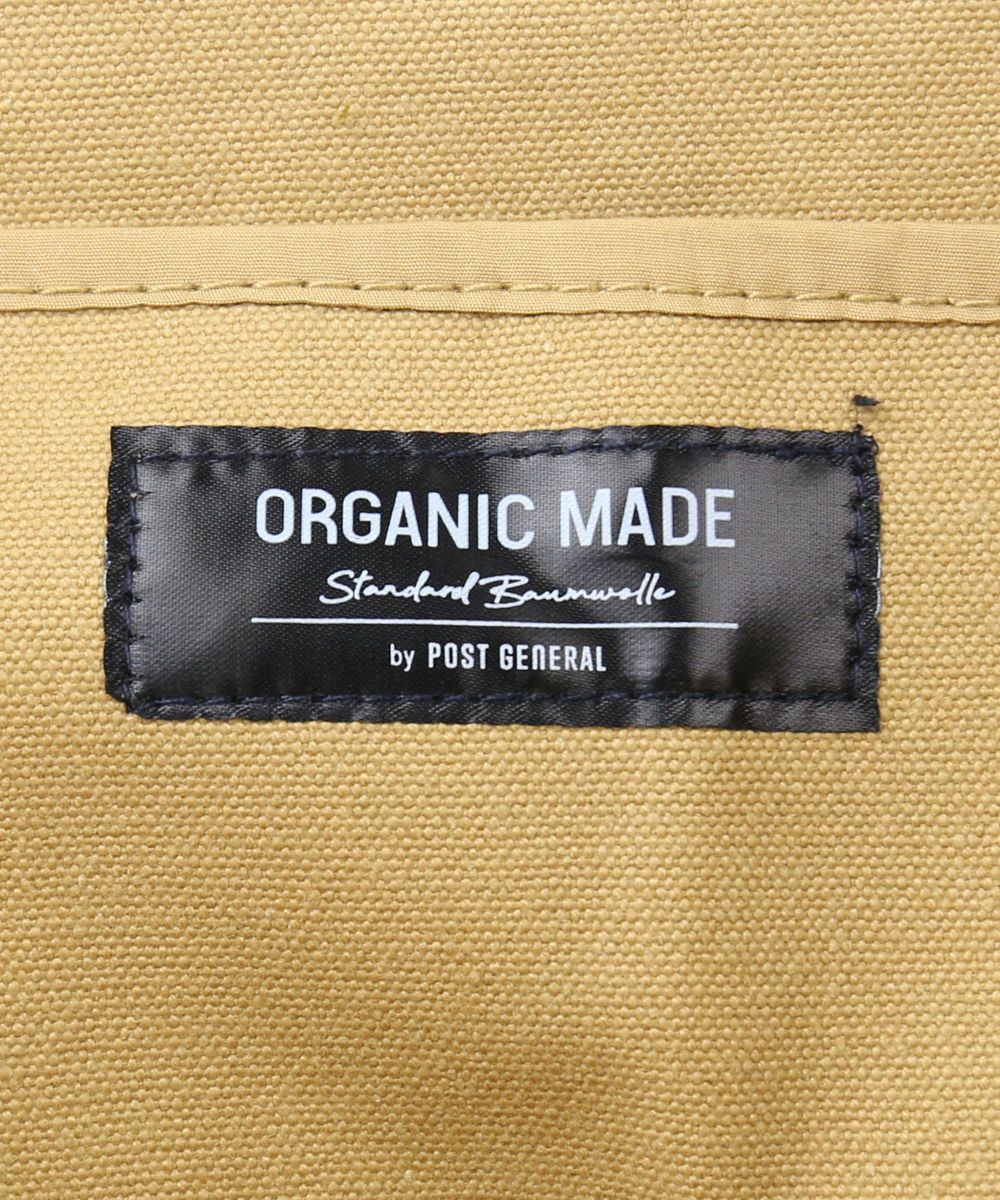 ORGANIC MADE
Standard Baumwolle
by POST GENERAL